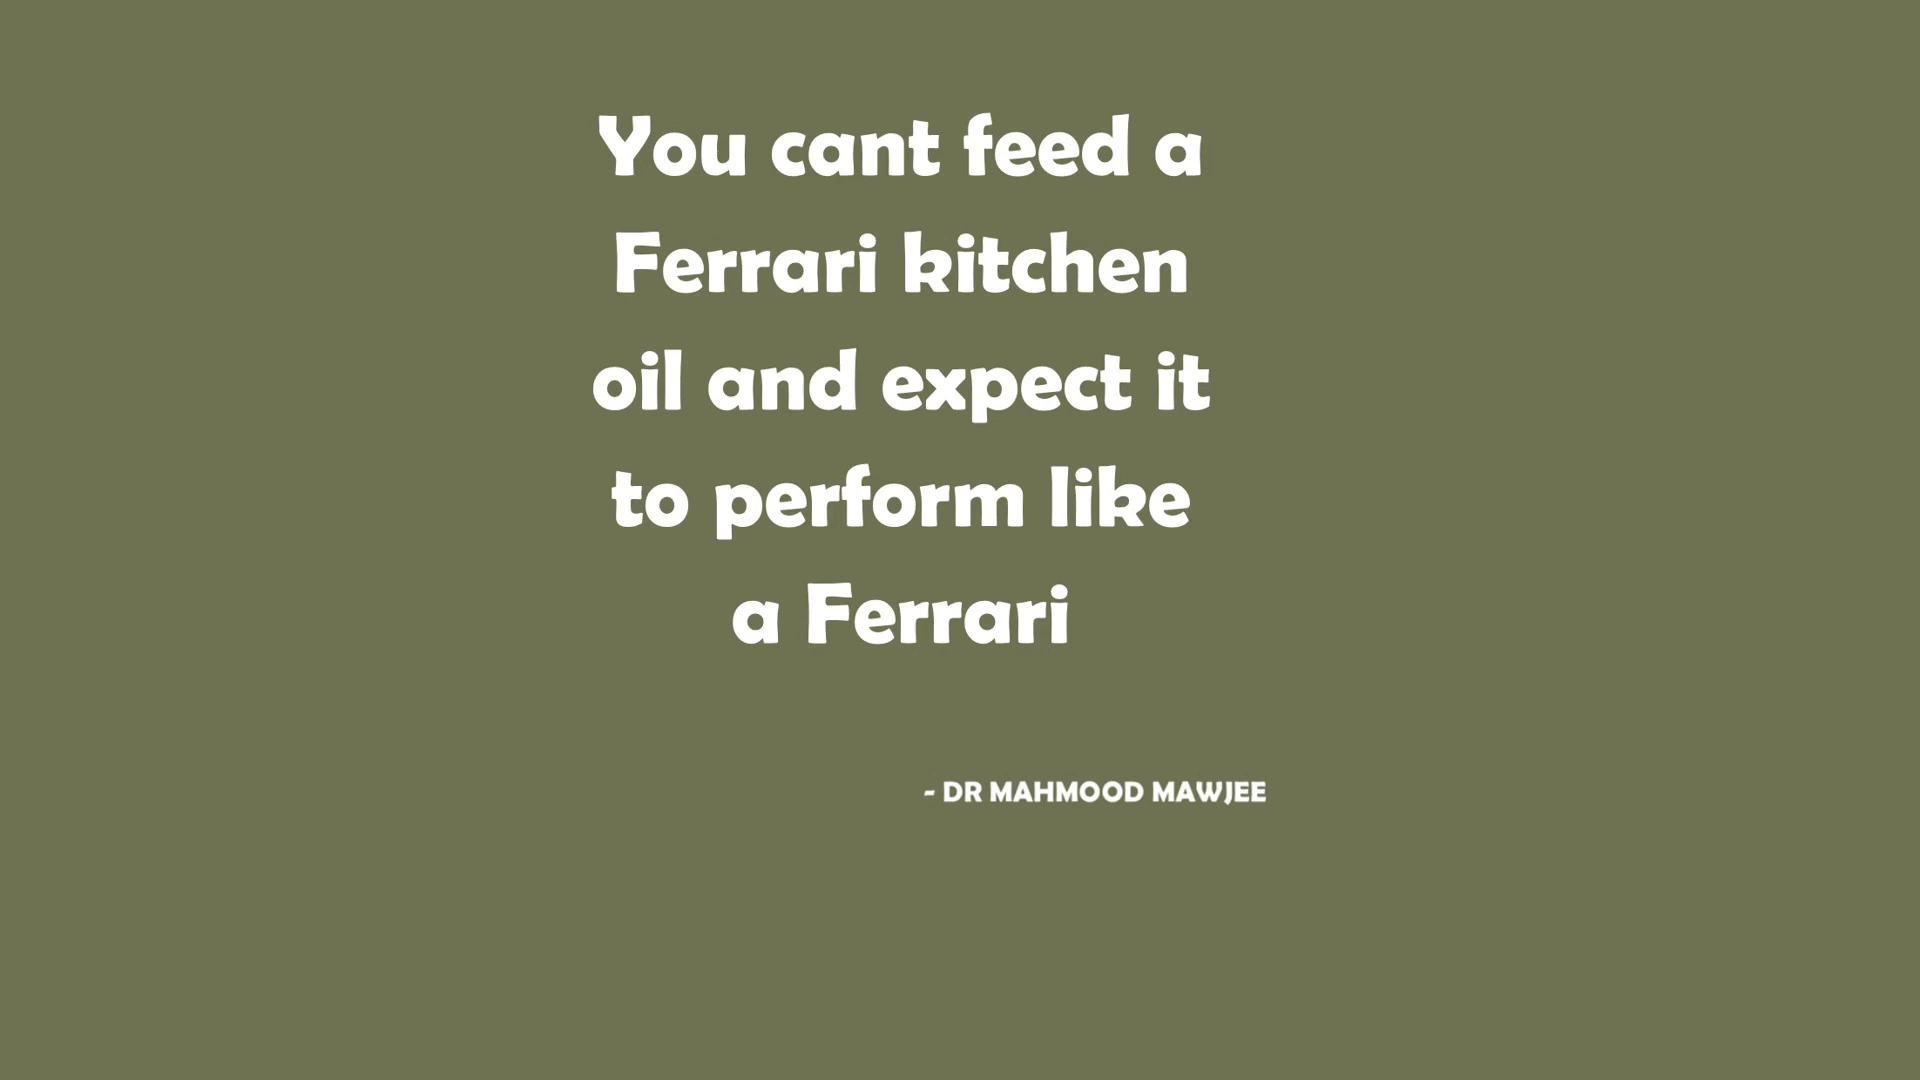 You cant feed a
Ferrari kitchen
oil and expect it
to perform like
a Ferrari
- DR MAHMOOD MAWJEE